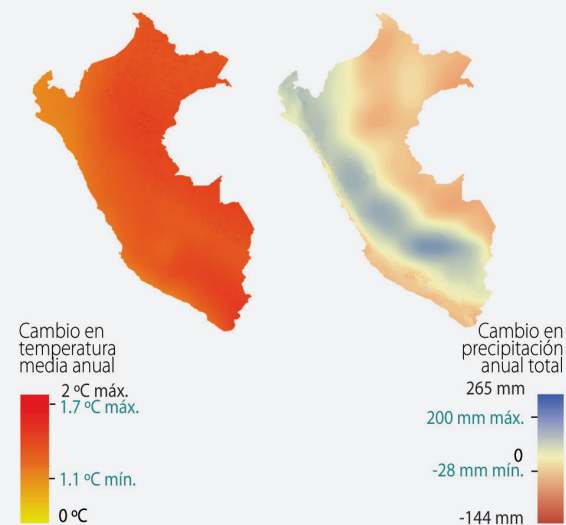 Cambio en
temperatura
media anual
2 ºC máx.
1.7 ºC máx.
1.1 ºC mín.
0 ºC
Cambio en
precipitación
anual total
265 mm
200 mm máx.
0
-28 mm mín.
-144 mm